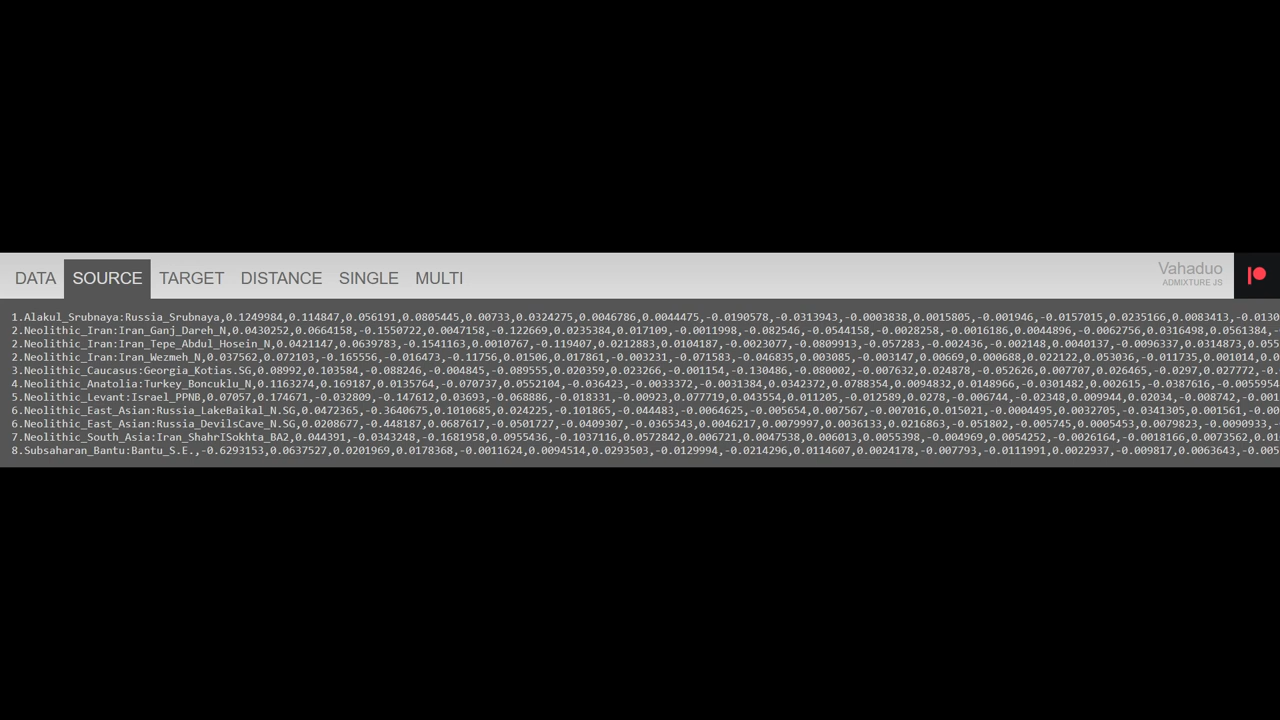 DATA SOURCE TARGET DISTANCE SINGLE MULTI
Vahaduo
ADMIXTURE JS
1.Alakul_Srubnaya:Russia_Srubnaya,0.1249984,0.114847,0.056191,0.0805445,0.00733,0.0324275,0.0046786,0.0044475,-0.0190578,-0.0313943,-0.0003838,0.0015805,-0.001946,-0.0157015,0.0235166,0.0083413,-0.0130
2.Neolithic_Iran:Iran_Ganj_Dareh_N,0.0430252,0.0664158,-0.1550722,0.0047158,-0.122669,0.0235384,0.017109,-0.0011998,-0.082546,-0.0544158,-0.0028258,-0.0016186,0.0044896,-0.0062756,0.0316498,0.0561384,-
2.Neolithic_Iran:Iran_Tepe_Abdul_Hosein_N,0.0421147,0.0639783,-0.1541163,0.0010767,-0.119407,0.0212883,0.0104187,-0.0023077,-0.0809913,-0.057283,-0.002436,-0.002148,0.0040137,-0.0096337,0.0314873,0.055
2.Neolithic_Iran:Iran_Wezmeh_N,0.037562,0.072103,-0.165556,-0.016473,-0.11756,0.01506,0.017861,-0.003231,-0.071583,-0.046835,0.003085,-0.003147,0.00669,0.000688,0.022122,0.053036,-0.011735,0.001014,0.0
3.Neolithic_Caucasus:Georgia_Kotias.SG,0.08992,0.103584,-0.088246,-0.004845,-0.089555,0.020359,0.023266,-0.001154,-0.130486,-0.080002,-0.007632,0.024878,-0.052626,0.007707,0.026465,-0.0297,0.027772,-0.
4.Neolithic_Anatolia:Turkey_Boncuklu_N,0.1163274,0.169187,0.0135764,-0.070737,0.0552104,-0.036423,-0.0033372,-0.0031384,0.0342372,0.0788354,0.0094832,0.0148966,-0.0301482,0.002615,-0.0387616,-0.0055954
5.Neolithic_Levant:Israel_PPNB,0.07057,0.174671,-0.032809,-0.147612,0.03693,-0.068886,-0.018331,-0.00923,0.077719,0.043554,0.011205,-0.012589,0.0278,-0.006744,-0.02348,0.009944,0.02034,-0.008742,-0.001
6.Neolithic_East_Asian:Russia_LakeBaikal_N.SG,0.0472365,-0.3640675,0.1010685,0.024225,-0.101865,-0.044483,-0.0064625,-0.005654,0.007567,-0.007016,0.015021,-0.0004495,0.0032705,-0.0341305,0.001561,-0.00
6.Neolithic_East_Asian:Russia_DevilsCave_N.SG,0.0208677,-0.448187,0.0687617,-0.0501727,-0.0409307,-0.0365343,0.0046217,0.0079997,0.0036133,0.0216863,-0.051802,-0.005745,0.0005453,0.0079823,-0.0090933,-
7.Neolithic_South_Asia:Iran_ShahrISokhta_BA2,0.044391,-0.0343248,-0.1681958,0.0955436,-0.1037116,0.0572842,0.006721,0.0047538,0.006013,0.0055398,-0.004969,0.0054252,-0.0026164,-0.0018166,0.0073562,0.01
8.Subsaharan_Bantu:Bantu_S.E.,-0.6293153,0.0637527,0.0201969,0.0178368,-0.0011624,0.0094514,0.0293503,-0.0129994,-0.0214296,0.0114607,0.0024178,-0.007793,-0.0111991,0.0022937,-0.009817,0.0063643,-0.005